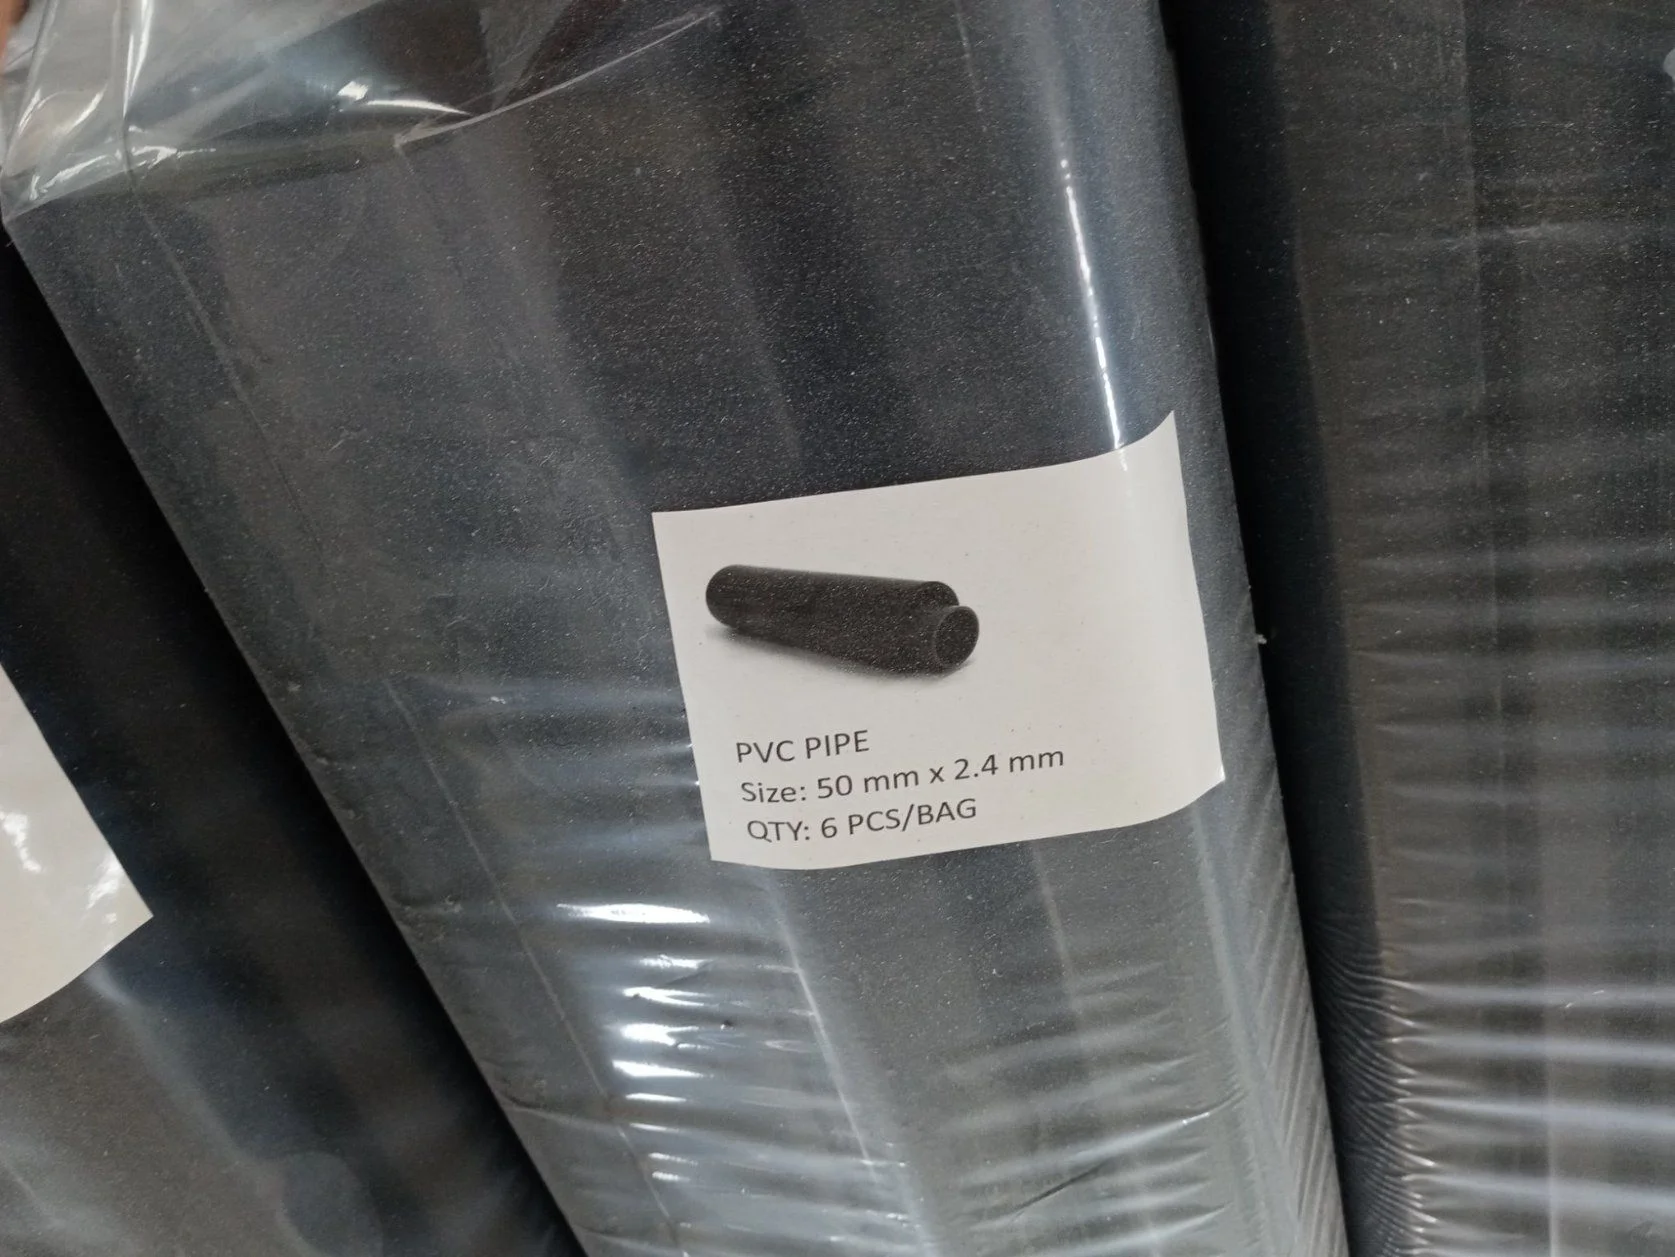 PVC PIPE
Size: 50 mm x 2.4 mm
QTY: 6 PCS/BAG